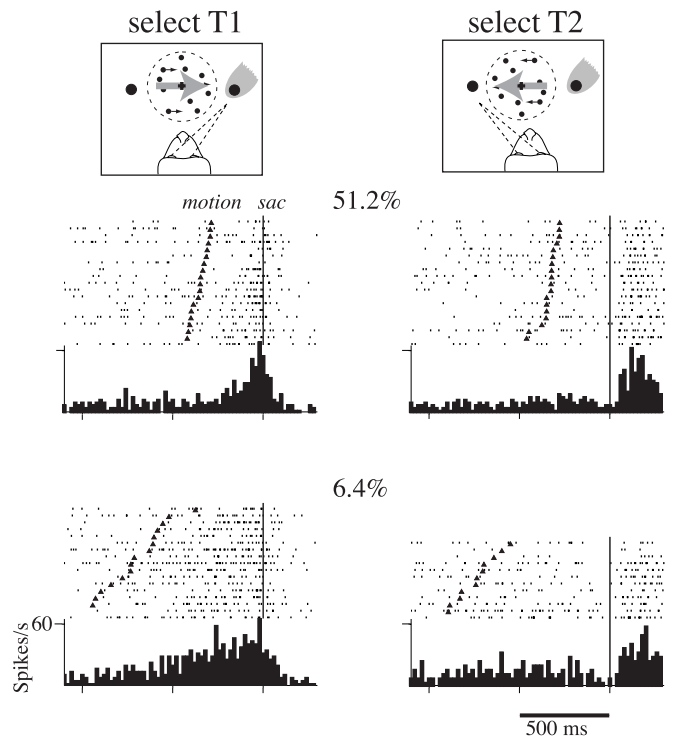 select T1
select T2
motion sac
51.2%
6.4%
60
Spikes/s
500 ms